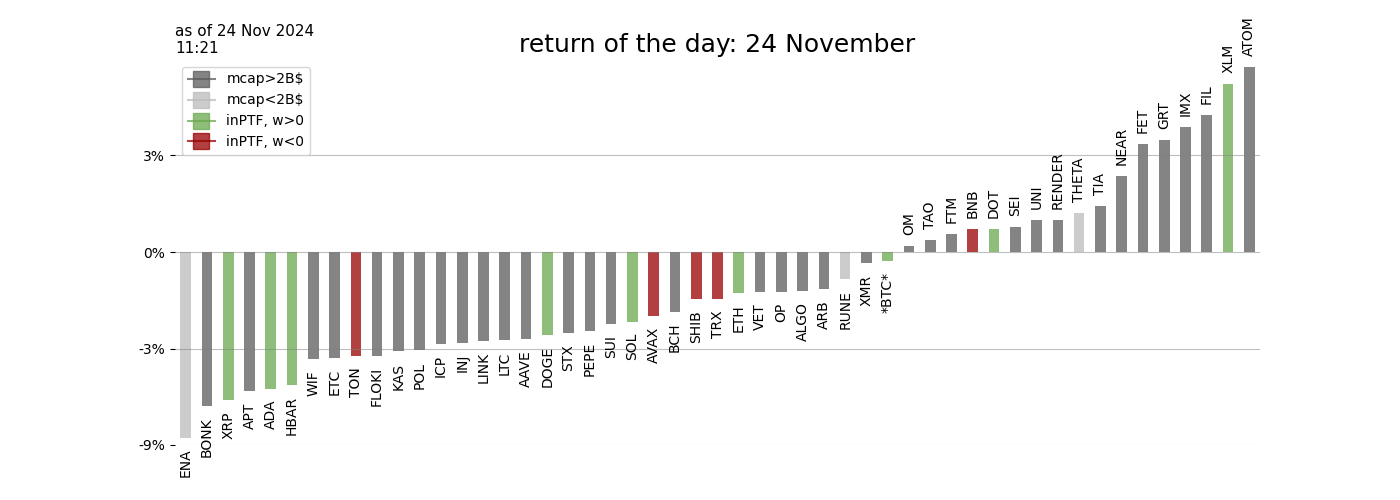 as of 24 Nov 2024
11:21
return of the day: 24 November
mcap>2B$
mcap<2B$
inPTF, w>0
inPTF, w<0
3%
0%
-3%
-9%
ENA
BONK
XRP
APT
ADA
HBAR
WIF
ETC
TON
FLOKI
KAS
POL
ICP
INJ
LINK
LTC
AAVE
DOGE
STX
PEPE
SUI
SOL
AVAX
BCH
SHIB
TRX
ETH
VET
OP
ALGO
ARB
RUNE
XMR
*BTC*
OM
TAO
FTM
BNB
DOT
SEI
UNI
RENDER
THETA
TIA
NEAR
FET
GRT
IMX
FIL
XLM
ATOM